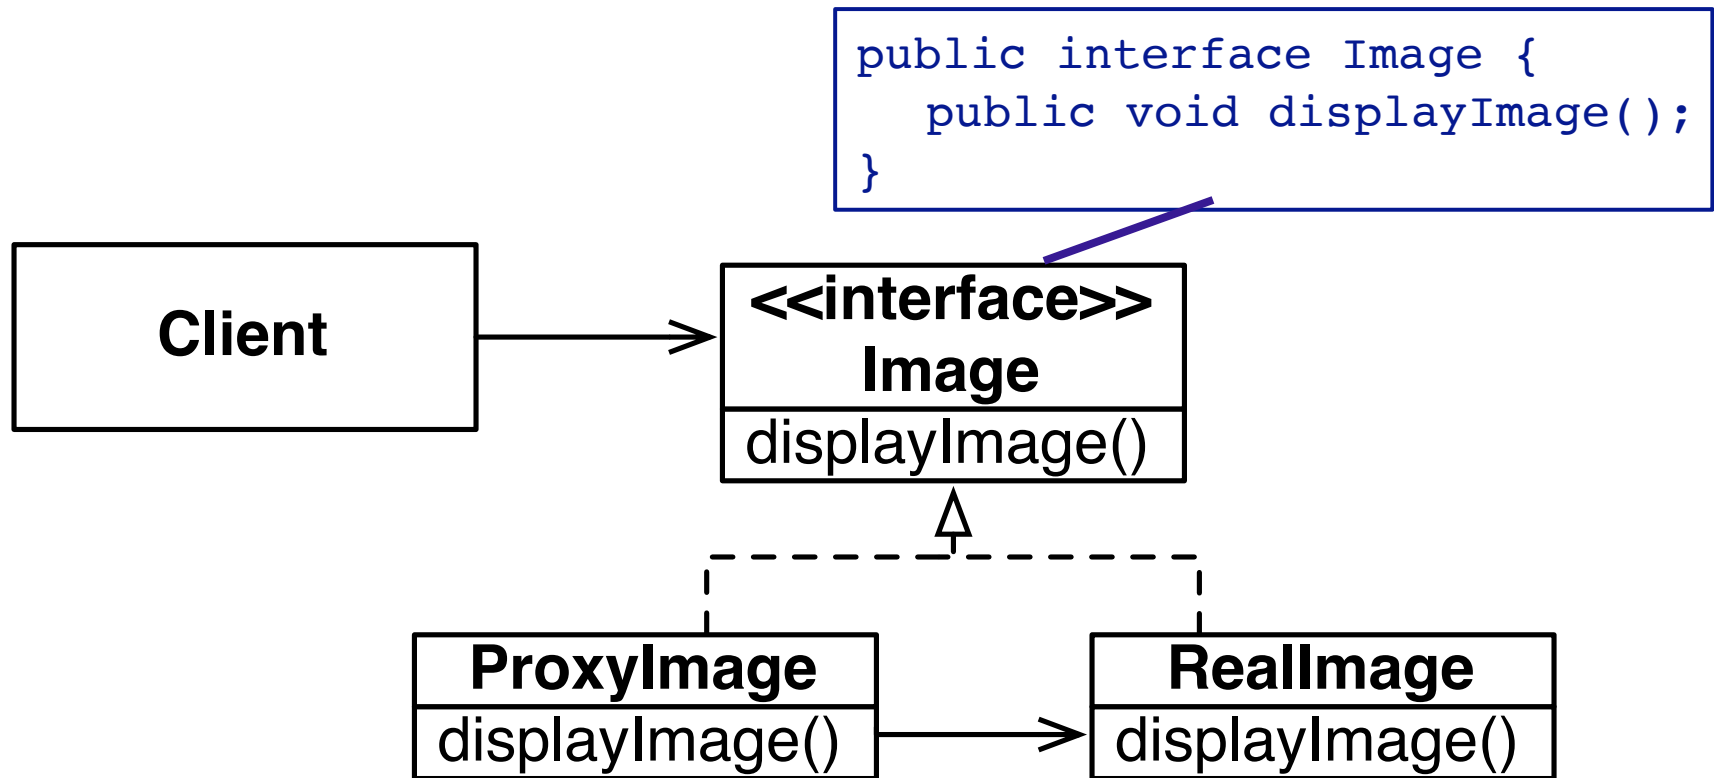 public interface Image {
public void displayImage();
}
Client
<<interface>>
Image
displayImage()
ProxyImage
displayImage()
RealImage
displayImage()